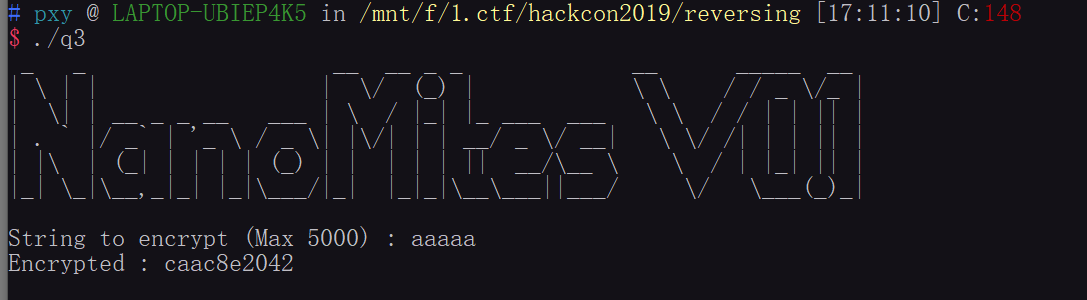 # pxy @ LAPTOP-UBIEP4K5 in /mnt/f/1.ctf/hackcon2019/reversing [17:11:10] C:148
$ ./q3
NanoMites V0.1
String to encrypt (Max 5000) : aaaaa
Encrypted : caac8e2042